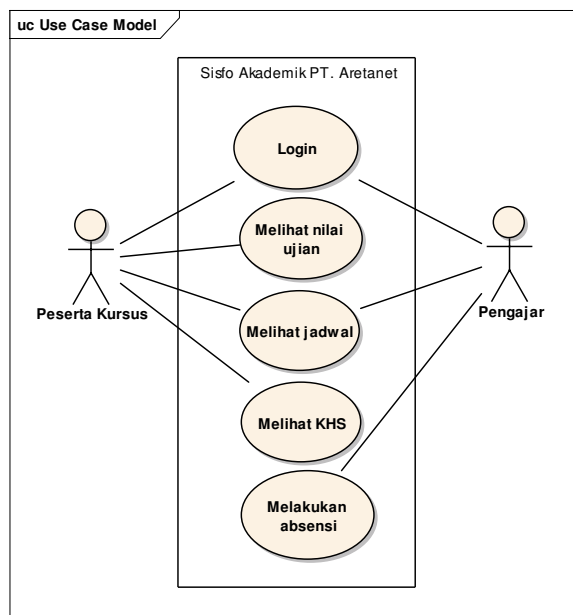 uc Use Case Model
Sisfo Akademik PT. Aretanet
Login
Melihat nilai
ujian
Peserta Kursus
Pengajar
Melihat jadwal
Melihat KHS
Melakukan
absensi